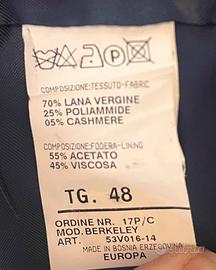 COMPOSIZIONE:TESSUTO-FABRIC
70% LANA VERGINE
25% POLIAMMIDE
05% CASHMERE
COMPOSIZIONE:FODERA-LINING
55% ACETATO
45% VISCOSA
TG. 48
ORDINE NR. 17P/C
MOD. BERKELEY
ART. 53V016-14
MADE IN BOSNIA ERZEGOVINA
EUROPA